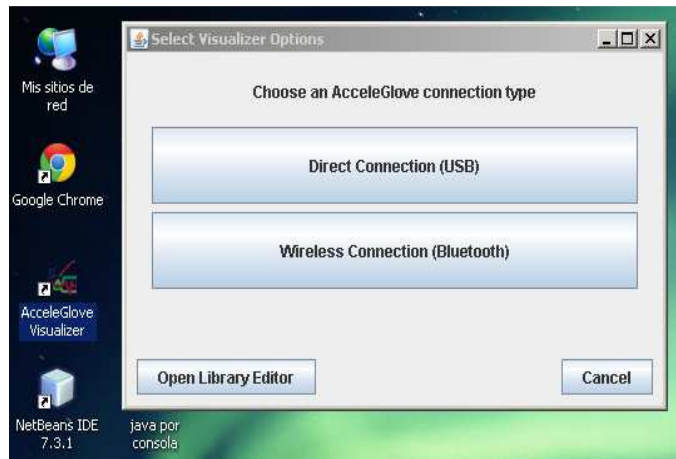 Mis sitios de
red
Google Chrome
AcceleGlove
Visualizer
NetBeans IDE
7.3.1
java por
consola
Select Visualizer Options
Choose an AcceleGlove connection type
Direct Connection (USB)
Wireless Connection (Bluetooth)
Open Library Editor
Cancel